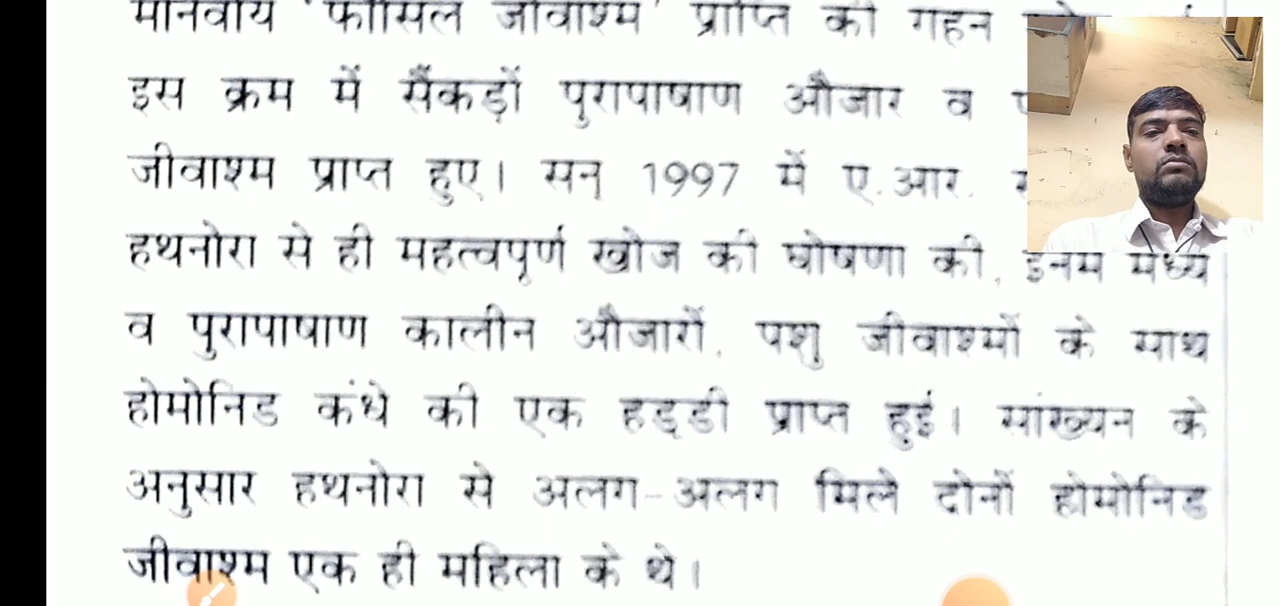 मानवीय 'फॉसिल जीवाश्म' प्राप्ति की गहन
इस क्रम में सैंकड़ों पुरापाषाण औजार व
जीवाश्म प्राप्त हुए। सन् 1997 में ए.आर.
हथनोरा से ही महत्वपूर्ण खोज की घोषणा की, इनमें मध्य
व पुरापाषाण कालीन औजारों, पशु जीवाश्मों के साथ
होमोनिड कंधे की एक हड्डी प्राप्त हुई। सांख्यन के
अनुसार हथनोरा से अलग-अलग मिले दोनों होमोनिड
जीवाश्म एक ही महिला के थे।